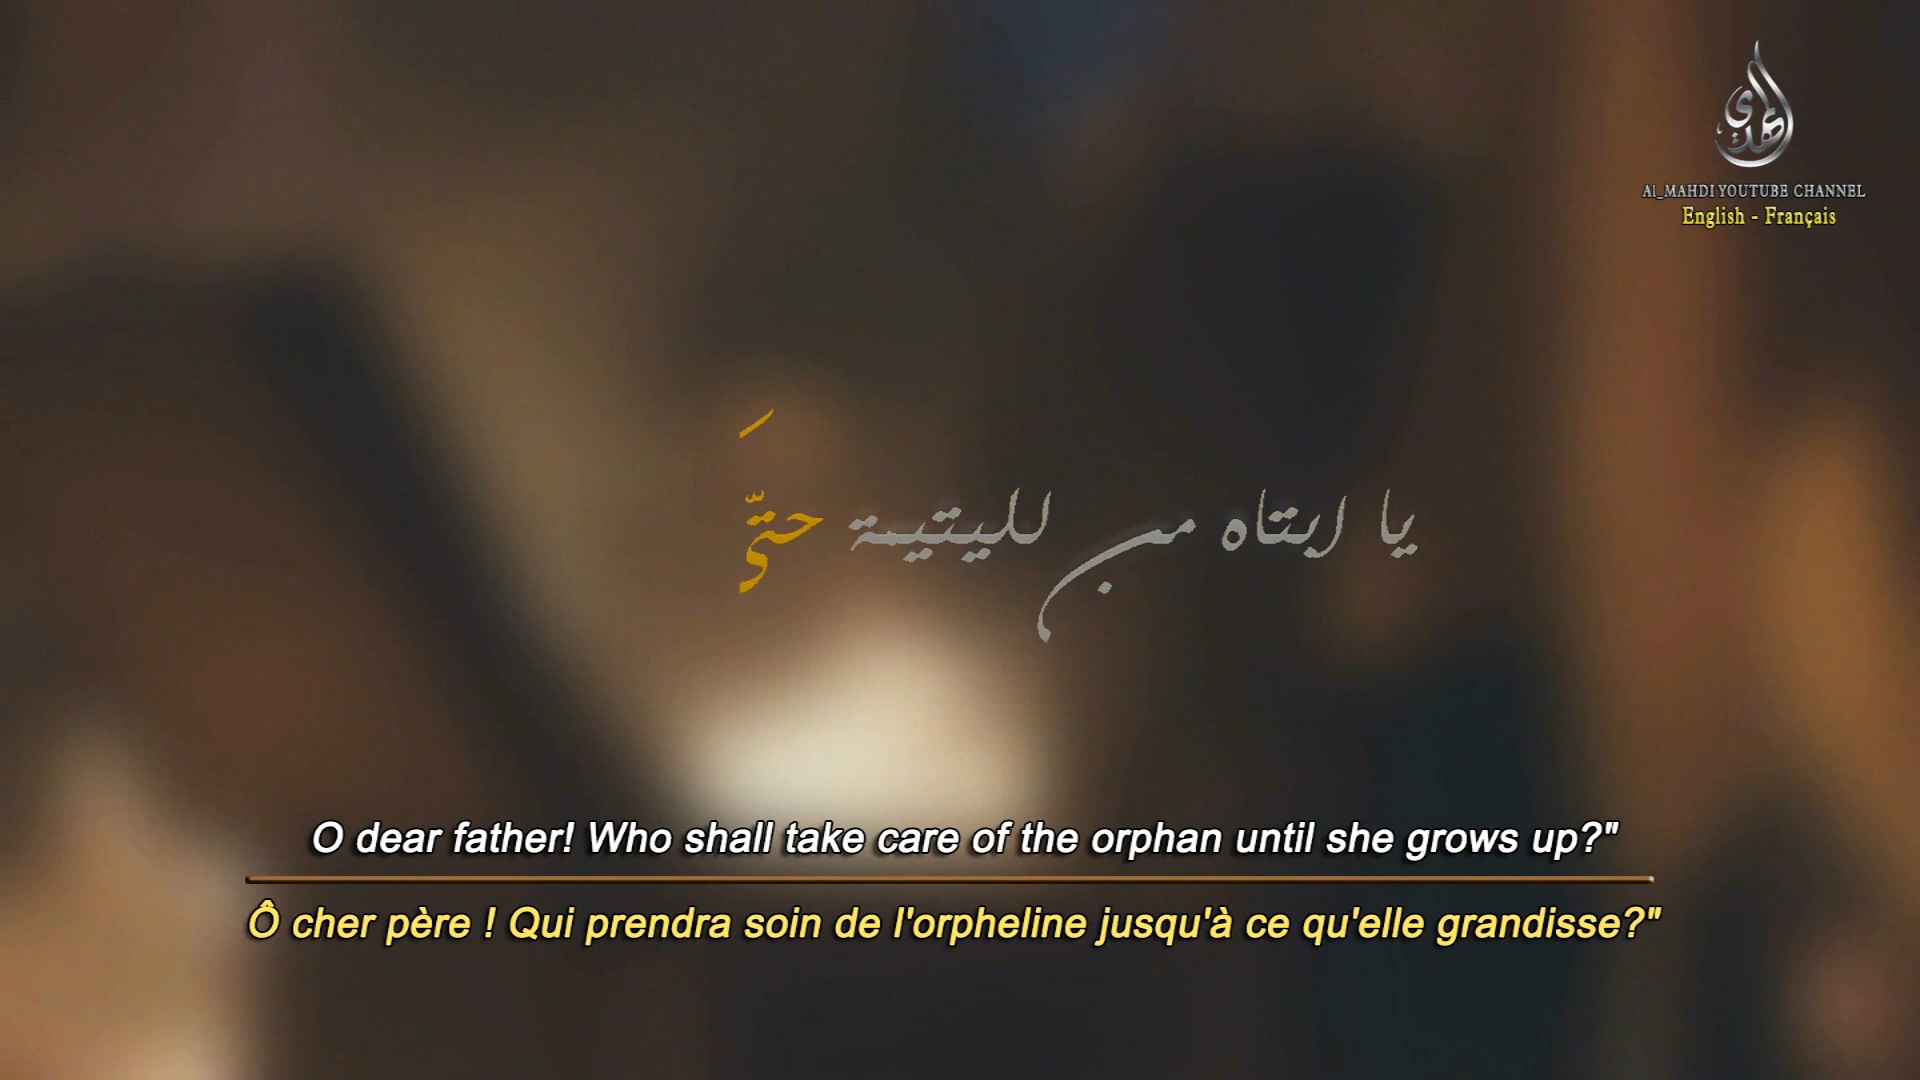 المهدي
Al_MAHDI YOUTUBE CHANNEL
English - Français
يا ابتاه من لليتيمة حتَّىَ
O dear father! Who shall take care of the orphan until she grows up?"
Ô cher père ! Qui prendra soin de l'orpheline jusqu'à ce qu'elle grandisse?"